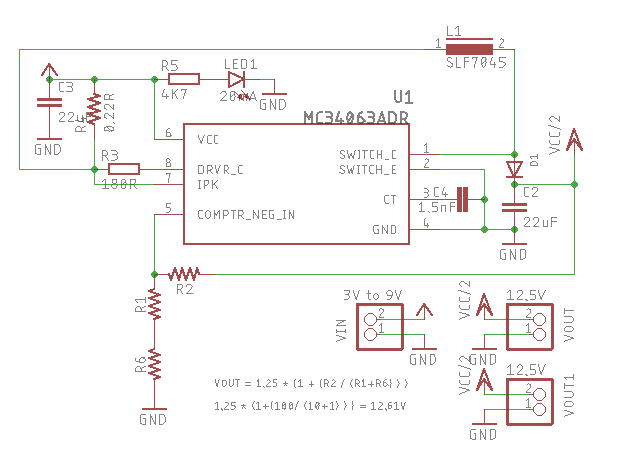 L1
1
2
SLF7045
C3
22uF
GND
R4
0,22R
R5
4K7
LED1
20mA
GND
U1
MC34063ADR
R3
180R
6
VCC
8
DRVR_C
7
IPK
5
COMPTR_NEG_IN
SWITCH_C
1
SWITCH_E
2
CT
3
GND
4
C4
1.5nF
D1
VCC/2
C2
22uF
GND
R2
R1
R6
GND
3V to 9V
VIN
2
1
GND
VCC/2
12,5V
2
1
VOUT
GND
VCC/2
12,5V
2
1
VOUT1
GND
VOUT = 1,25 * (1 + (R2 / (R1+R6) ) )
1,25 * (1+(100/ (10+1) ) ) = 12,61V